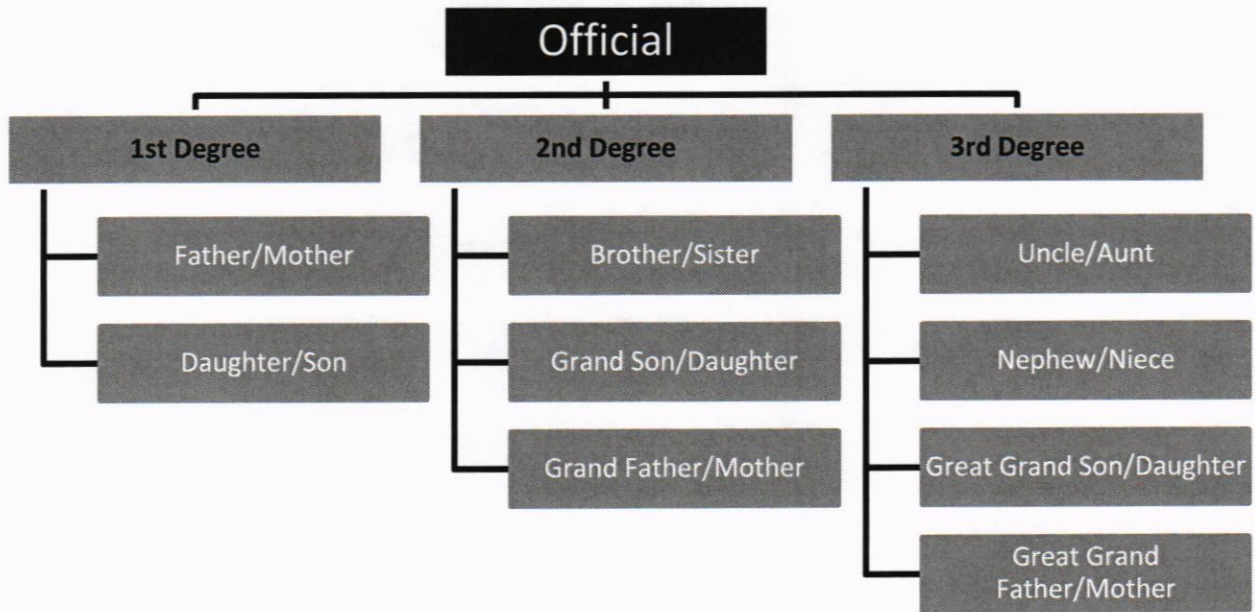 Official
1st Degree
Father/Mother
Daughter/Son
2nd Degree
Brother/Sister
Grand Son/Daughter
Grand Father/Mother
3rd Degree
Uncle/Aunt
Nephew/Niece
Great Grand Son/Daughter
Great Grand
Father/Mother